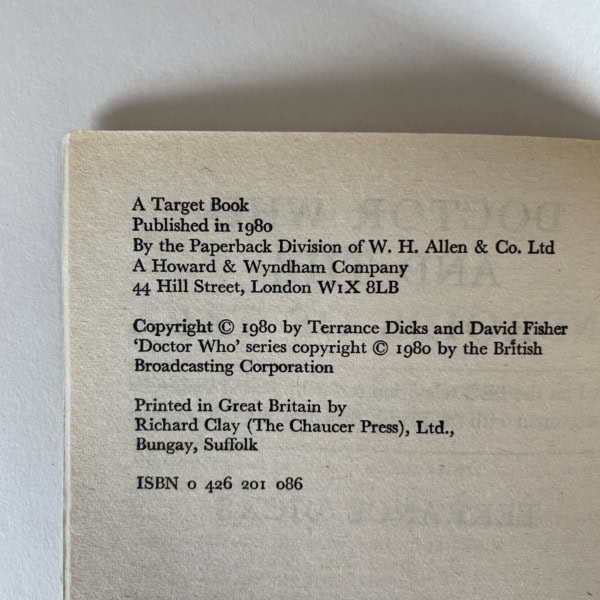 A Target Book
Published in 1980
By the Paperback Division of W. H. Allen & Co. Ltd
A Howard & Wyndham Company
44 Hill Street, London W1X 8LB
Copyright © 1980 by Terrance Dicks and David Fisher
'Doctor Who' series copyright © 1980 by the British
Broadcasting Corporation
Printed in Great Britain by
Richard Clay (The Chaucer Press), Ltd.,
Bungay, Suffolk
ISBN 0 426 201 086